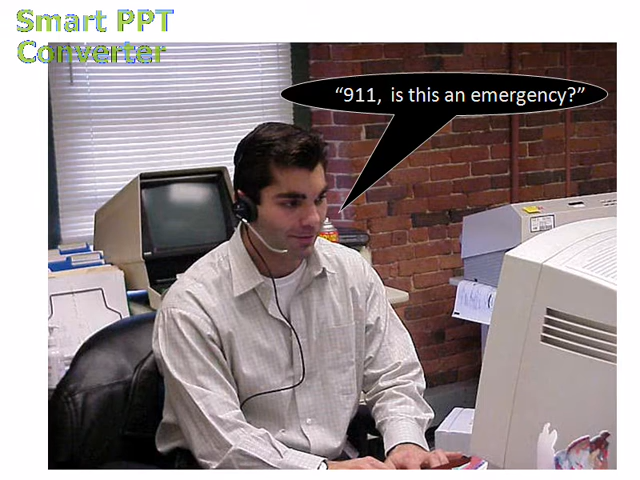 Smart PPT
Converter
“911, is this an emergency?”